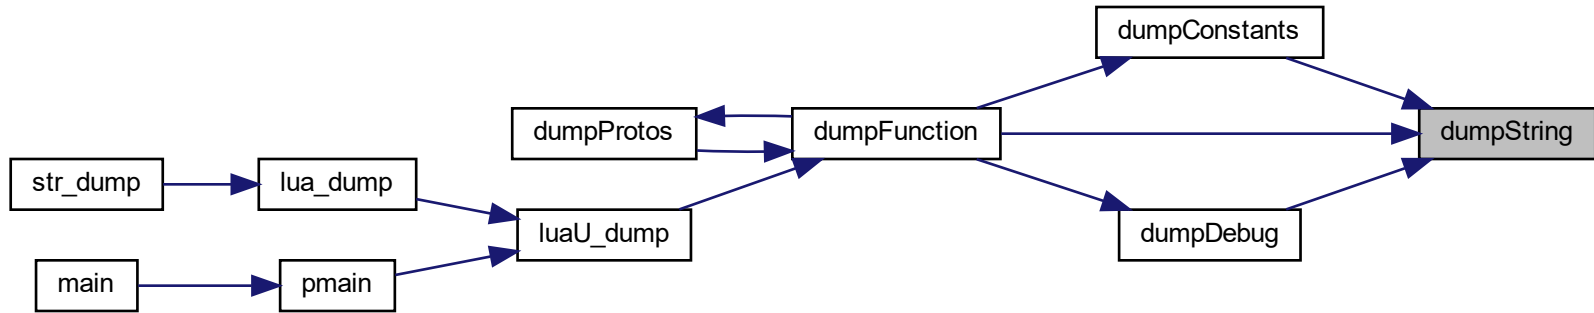 dumpConstants
dumpProtos
dumpFunction
dumpString
str_dump
lua_dump
luaU_dump
dumpDebug
main
pmain